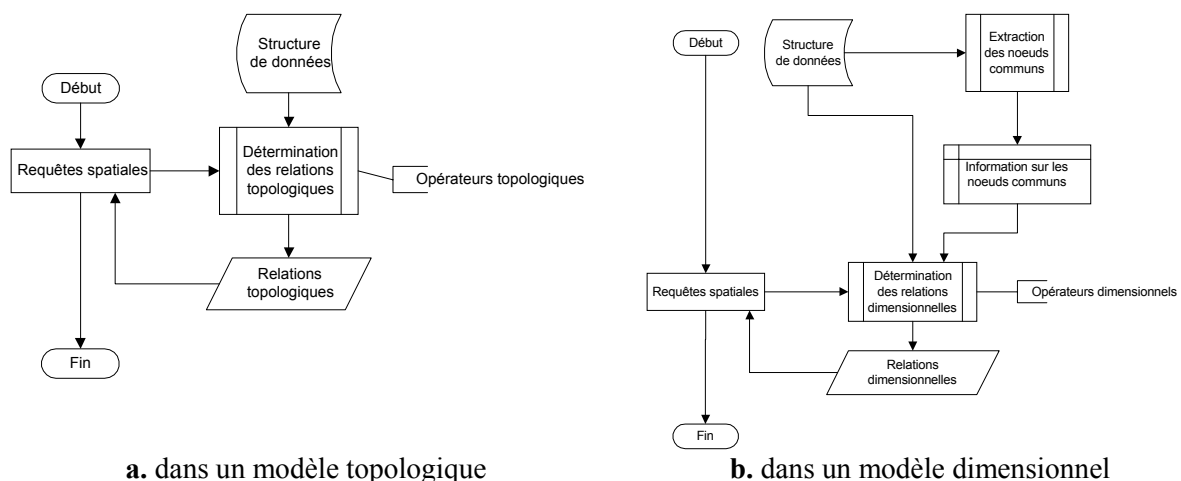 Structure
de données
Début
Requêtes spatiales
Détermination
des relations
topologiques
Opérateurs topologiques
Relations
topologiques
Fin
a. dans un modèle topologique
Début
Structure
de données
Extraction
des noeuds
communs
Information sur les
noeuds communs
Requêtes spatiales
Détermination
des relations
dimensionnelles
Opérateurs dimensionnels
Relations
dimensionnelles
Fin
b. dans un modèle dimensionnel